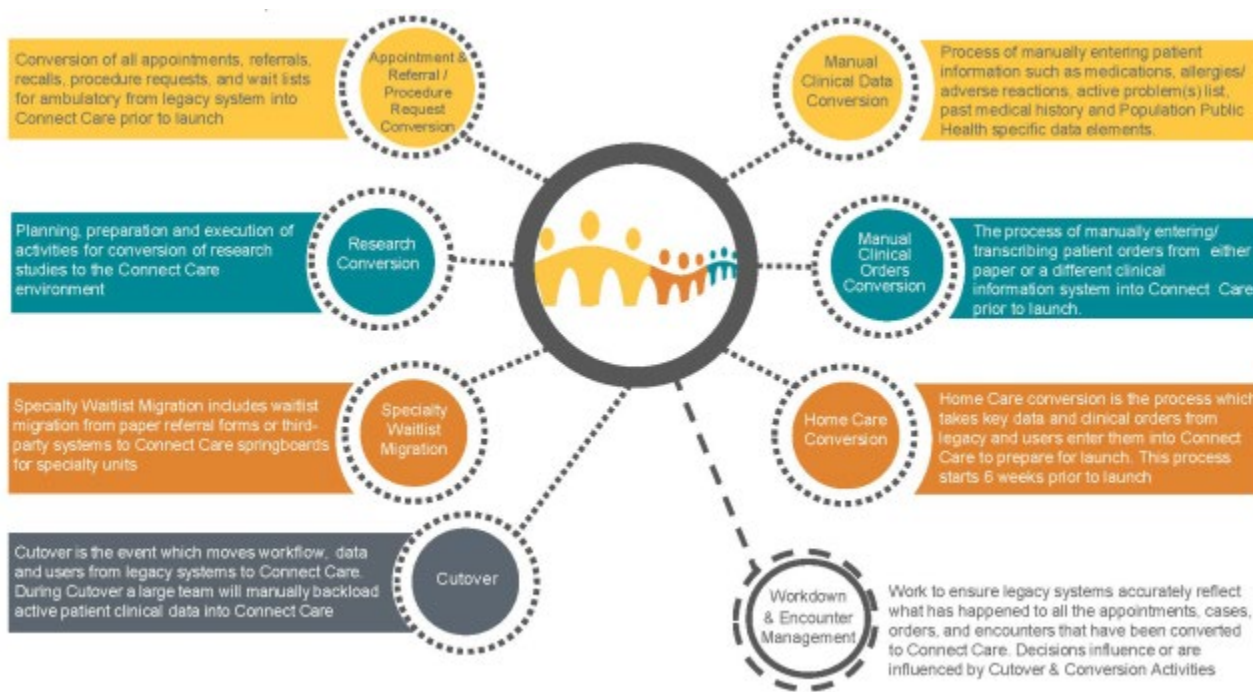 Conversion of all appointments, referrals,
recalls, procedure requests, and wait lists
for ambulatory from legacy system into
Connect Care prior to launch
Appointment &
Referral /
Procedure
Request
Conversion
Manual
Clinical Data
Conversion
Process of manually entering patient
information such as medications, allergies/
adverse reactions, active problem(s) list,
past medical history and Population Public
Health specific data elements.
Planning, preparation and execution of
activities for conversion of research
studies to the Connect Care
environment
Research
Conversion
Manual
Clinical
Orders
Conversion
The process of manually entering/
transcribing patient orders from either
paper or a different clinical
information system into Connect Care
prior to launch.
Specialty Waitlist Migration includes waitlist
migration from paper referral forms or third-
party systems to Connect Care springboards
for specialty units
Specialty
Waitlist
Migration
Home Care
Conversion
Home Care conversion is the process which
takes key data and clinical orders from
legacy and users enter them into Connect
Care to prepare for launch. This process
starts 6 weeks prior to launch
Cutover is the event which moves workflow, data
and users from legacy systems to Connect Care.
During Cutover a large team will manually backload
active patient clinical data into Connect Care
Cutover
Workdown
& Encounter
Management
Work to ensure legacy systems accurately reflect
what has happened to all the appointments, cases,
orders, and encounters that have been converted
to Connect Care. Decisions influence or are
influenced by Cutover & Conversion Activities